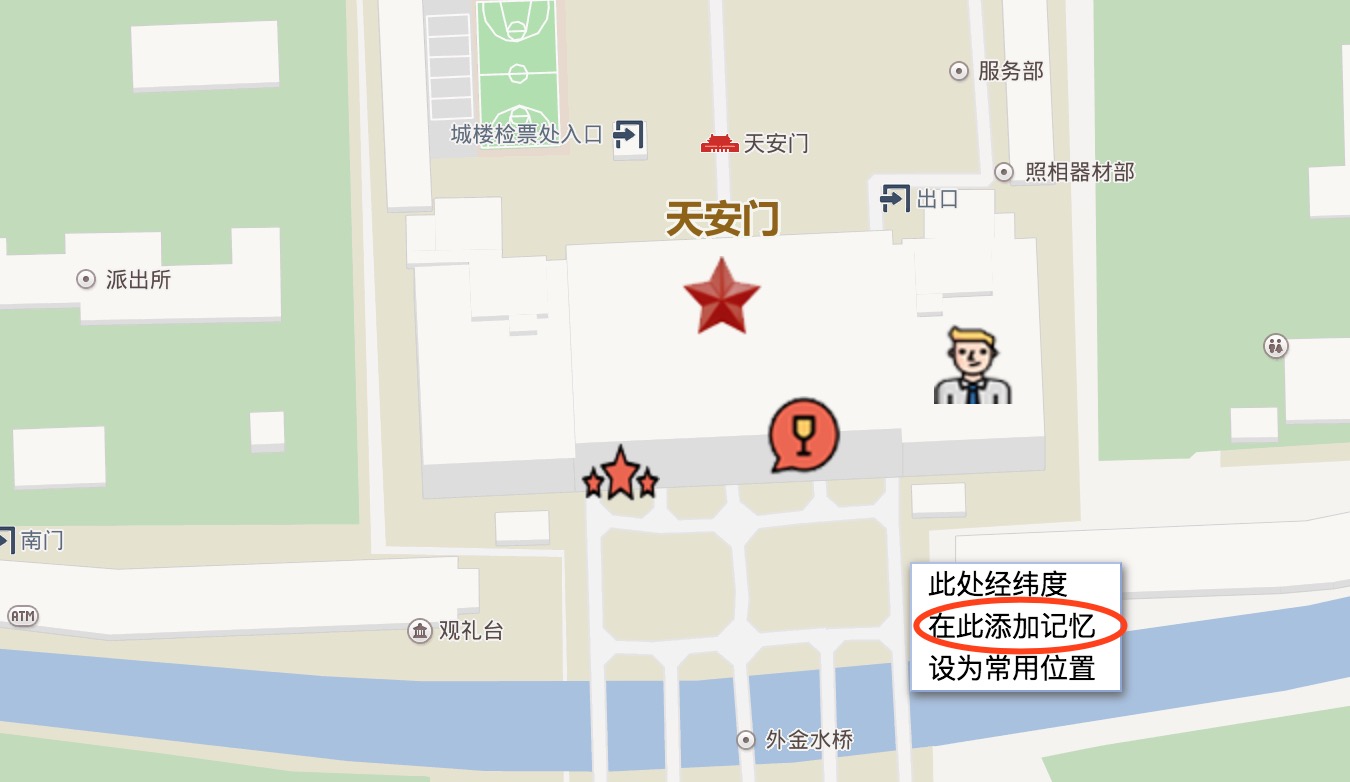 服务部
城楼检票处入口
天安门
照相器材部
出口
天安门
派出所
南门
此处经纬度
ATM
观礼台
在此添加记忆
设为常用位置
外金水桥